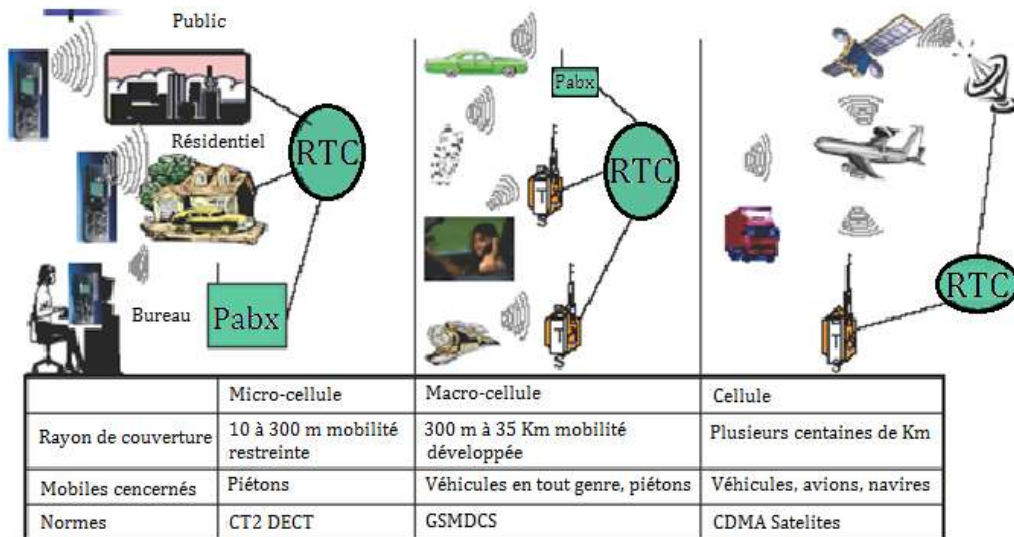 Public
Résidentiel
RTC
Bureau
Pabx
Pabx
RTC
T
S
T
S
RTC
T
S
Micro-cellule Macro-cellule Cellule
Rayon de couverture 10 à 300 m mobilité restreinte 300 m à 35 Km mobilité développée Plusieurs centaines de Km
Mobiles cencernés Piétons Véhicules en tout genre, piétons Véhicules, avions, navires
Normes CT2 DECT GSMDCS CDMA Satelites